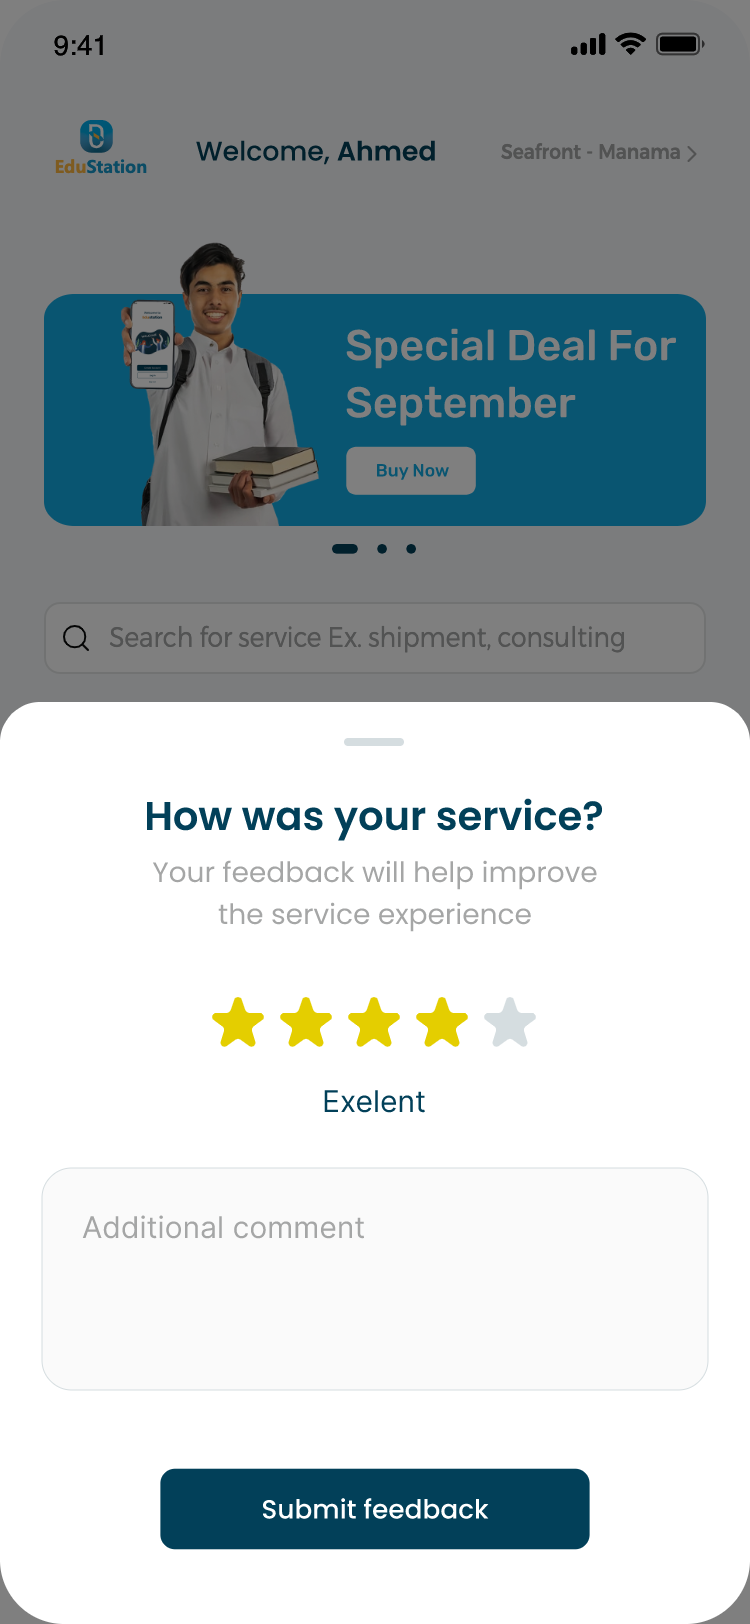 9:41
EduStation
Welcome, Ahmed
Seafront - Manama
Special Deal For
September
Buy Now
Search for service Ex. shipment, consulting
How was your service?
Your feedback will help improve
the service experience
Exelent
Additional comment
Submit feedback